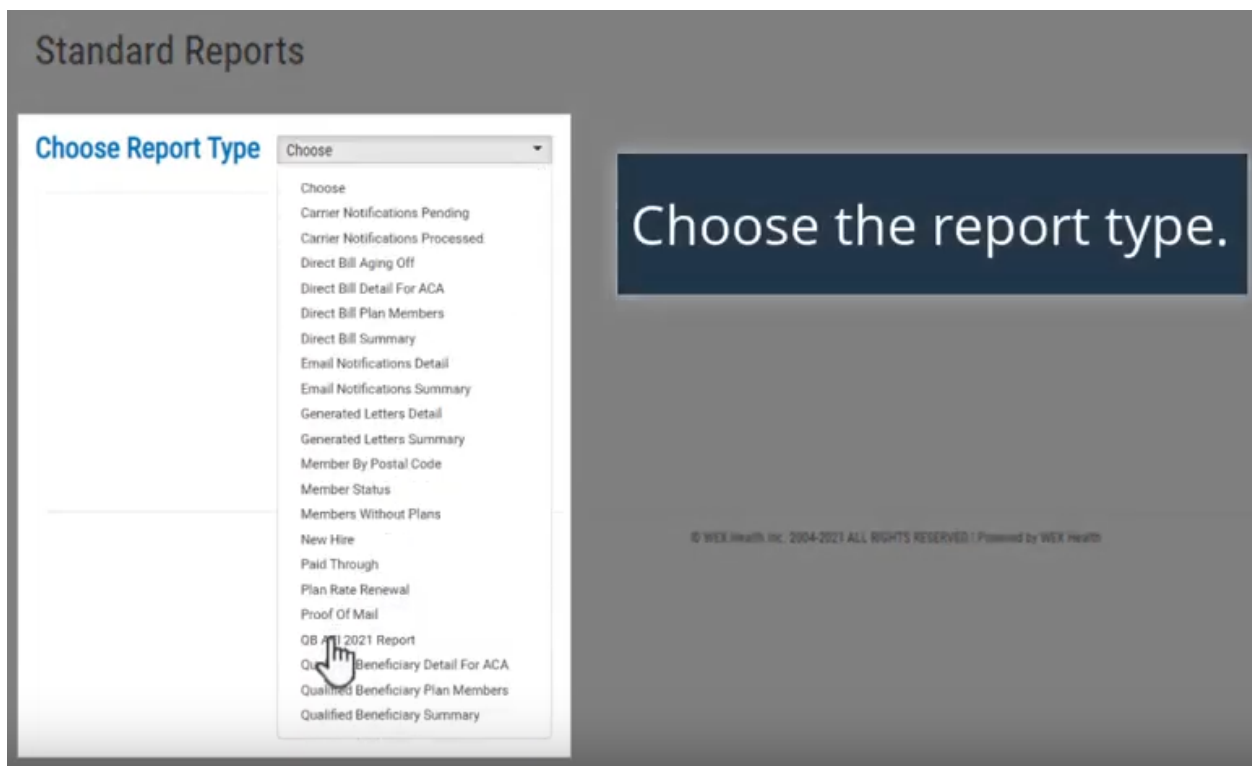 Standard Reports
Choose Report Type
Choose
Choose the report type.
Choose
Carrier Notifications Pending
Carrier Notifications Processed
Direct Bill Aging Off
Direct Bill Detail For ACA
Direct Bill Plan Members
Direct Bill Summary
Email Notifications Detail
Email Notifications Summary
Generated Letters Detail
Generated Letters Summary
Member By Postal Code
Member Status
Members Without Plans
New Hire
Paid Through
Plan Rate Renewal
Proof Of Mail
QB 2021 Report
Beneficiary Detail For ACA
Qualified Beneficiary Plan Members
Qualified Beneficiary Summary
© WEX Health Inc. 2004-2021 ALL RIGHTS RESERVED | Powered by WEX Health